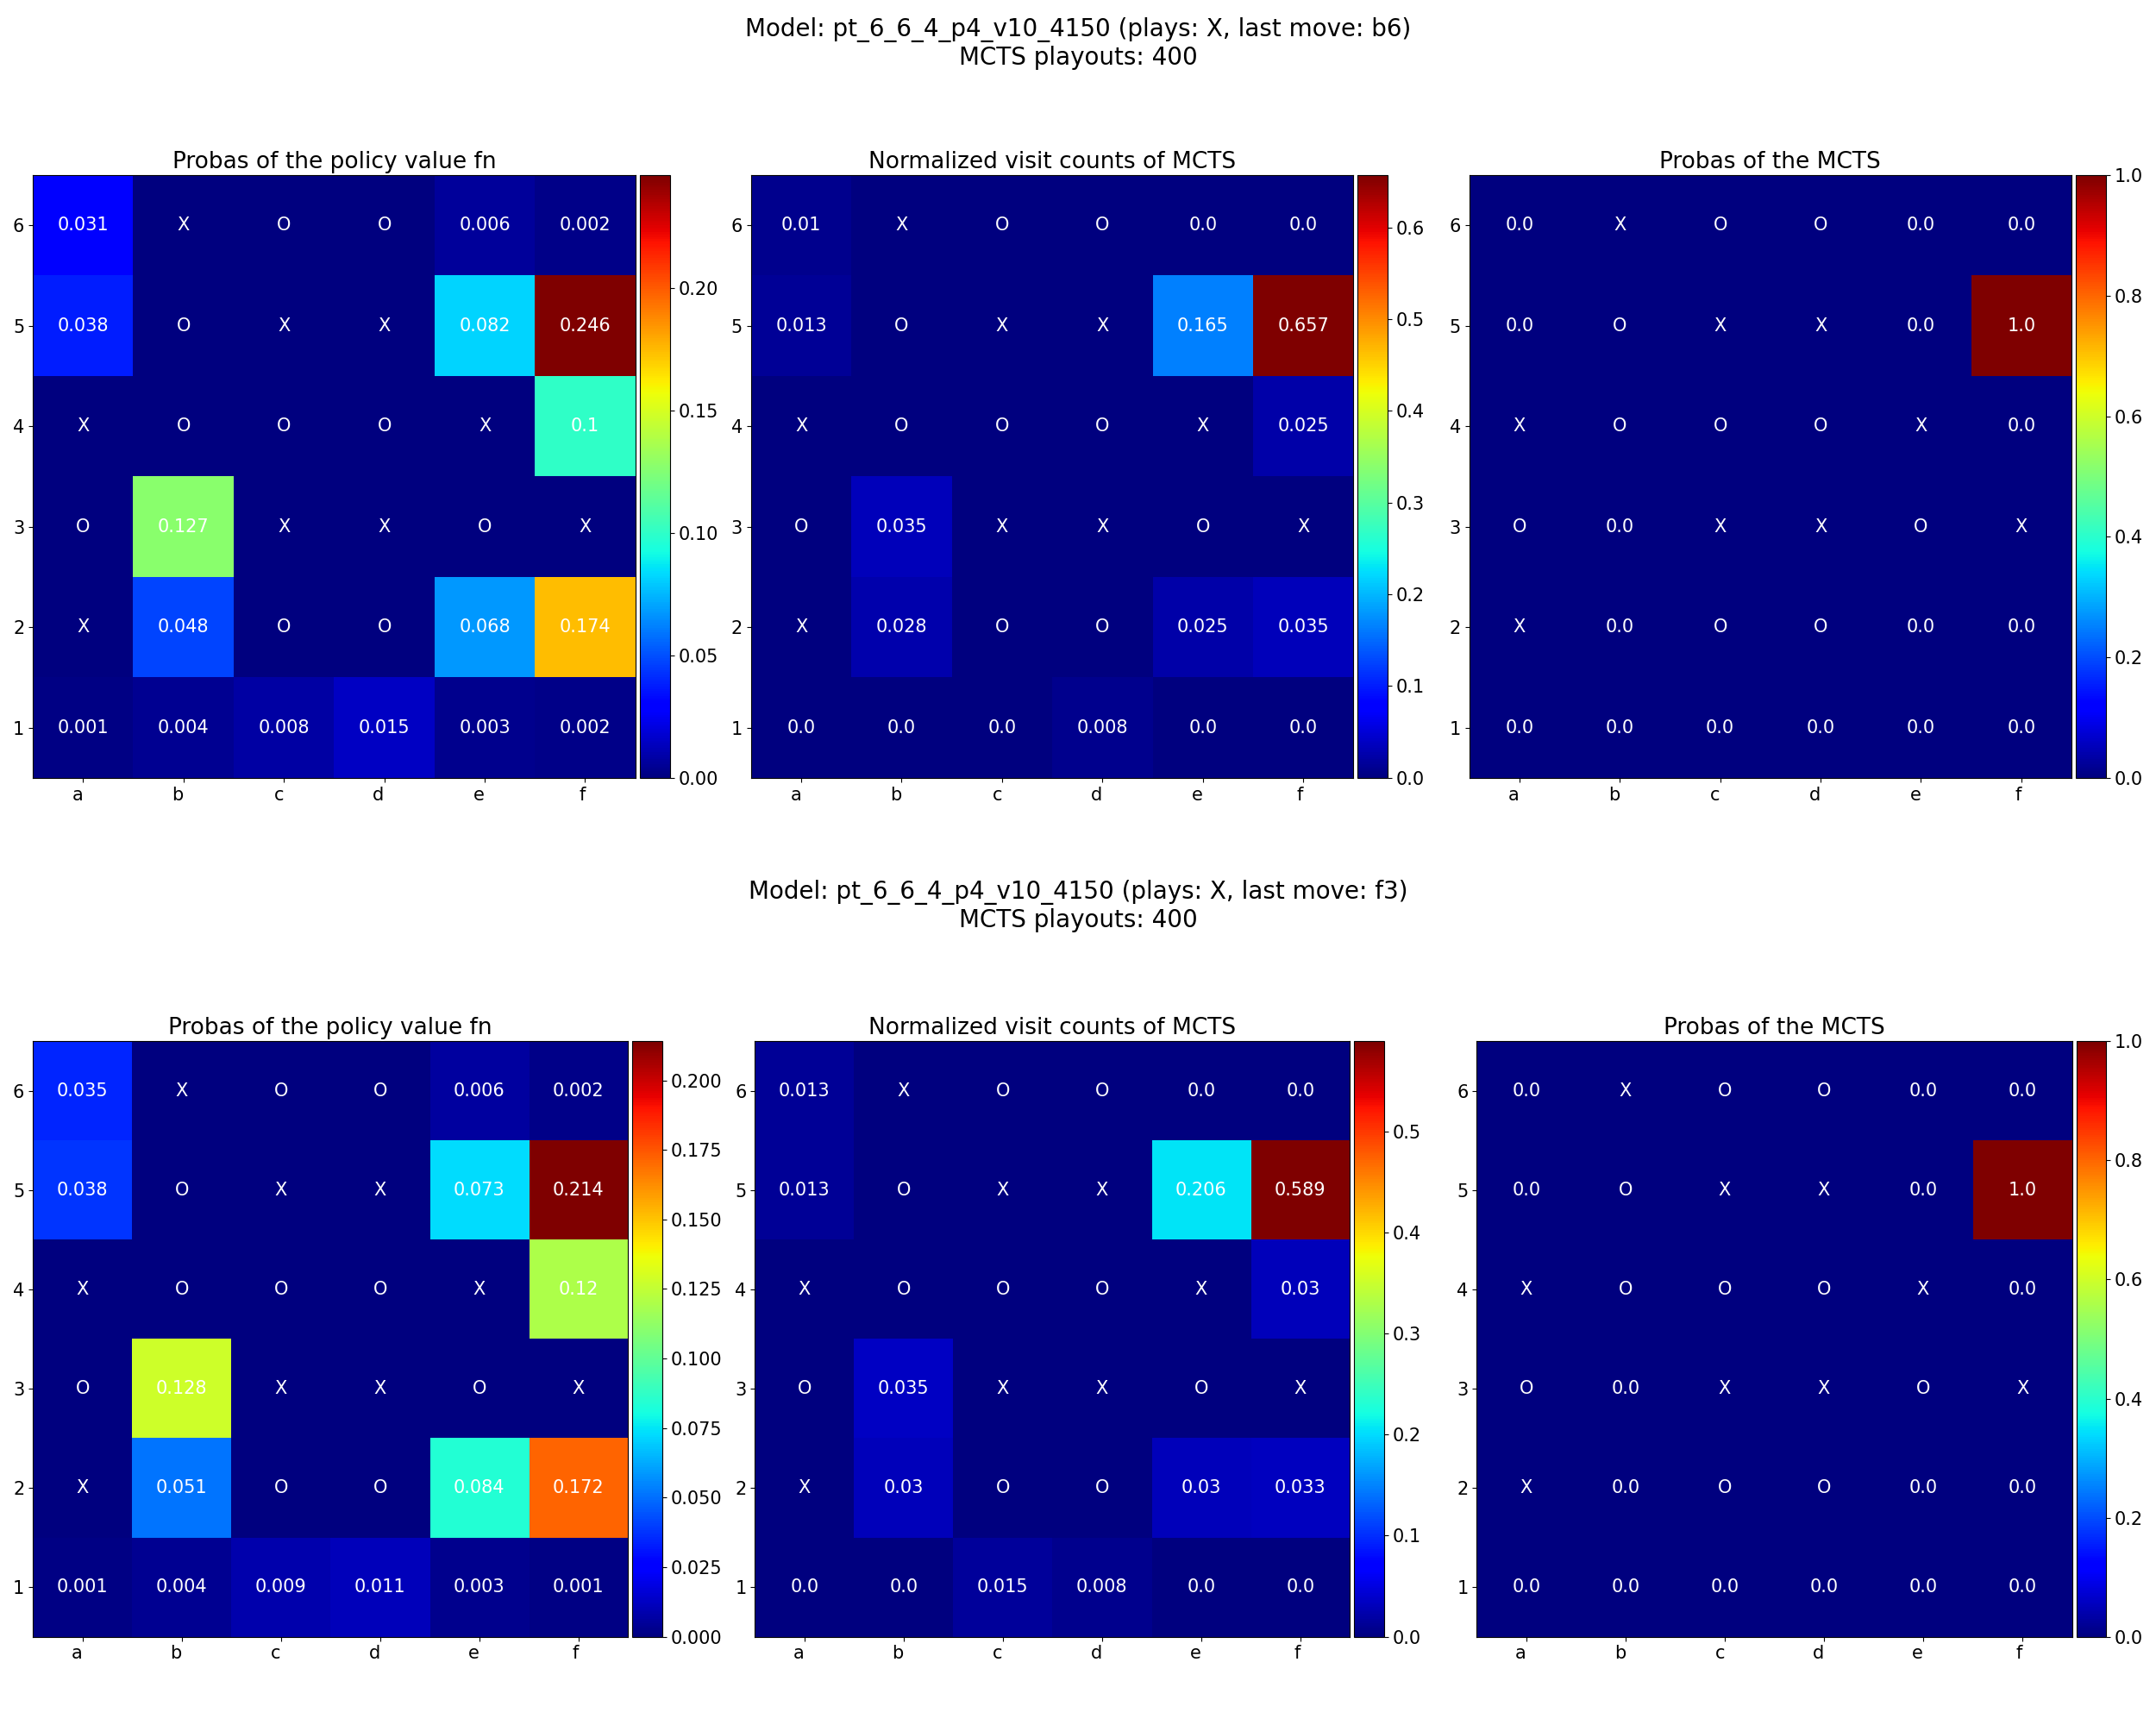 Model: pt_6_6_4_p4_v10_4150 (plays: X, last move: b6)
MCTS playouts: 400
Probas of the policy value fn
6 0.031 X O O 0.006 0.002
5 0.038 O X X 0.082 0.246
4 X O O O X 0.1
3 O 0.127 X X O X
2 X 0.048 O O 0.068 0.174
1 0.001 0.004 0.008 0.015 0.003 0.002
a b c d e f
0.20
0.15
0.10
0.05
0.00
Normalized visit counts of MCTS
6 0.01 X O O 0.0 0.0
5 0.013 O X X 0.165 0.657
4 X O O O X 0.025
3 O 0.035 X X O X
2 X 0.028 O O 0.025 0.035
1 0.0 0.0 0.0 0.008 0.0 0.0
a b c d e f
0.6
0.5
0.4
0.3
0.2
0.1
0.0
Probas of the MCTS
6 0.0 X O O 0.0 0.0
5 0.0 O X X 0.0 1.0
4 X O O O X 0.0
3 O 0.0 X X O X
2 X 0.0 O O 0.0 0.0
1 0.0 0.0 0.0 0.0 0.0 0.0
a b c d e f
1.0
0.8
0.6
0.4
0.2
0.0
Model: pt_6_6_4_p4_v10_4150 (plays: X, last move: f3)
MCTS playouts: 400
Probas of the policy value fn
6 0.035 X O O 0.006 0.002
5 0.038 O X X 0.073 0.214
4 X O O O X 0.12
3 O 0.128 X X O X
2 X 0.051 O O 0.084 0.172
1 0.001 0.004 0.009 0.011 0.003 0.001
a b c d e f
0.200
0.175
0.150
0.125
0.100
0.075
0.050
0.025
0.000
Normalized visit counts of MCTS
6 0.013 X O O 0.0 0.0
5 0.013 O X X 0.206 0.589
4 X O O O X 0.03
3 O 0.035 X X O X
2 X 0.03 O O 0.03 0.033
1 0.0 0.0 0.015 0.008 0.0 0.0
a b c d e f
0.5
0.4
0.3
0.2
0.1
0.0
Probas of the MCTS
6 0.0 X O O 0.0 0.0
5 0.0 O X X 0.0 1.0
4 X O O O X 0.0
3 O 0.0 X X O X
2 X 0.0 O O 0.0 0.0
1 0.0 0.0 0.0 0.0 0.0 0.0
a b c d e f
1.0
0.8
0.6
0.4
0.2
0.0